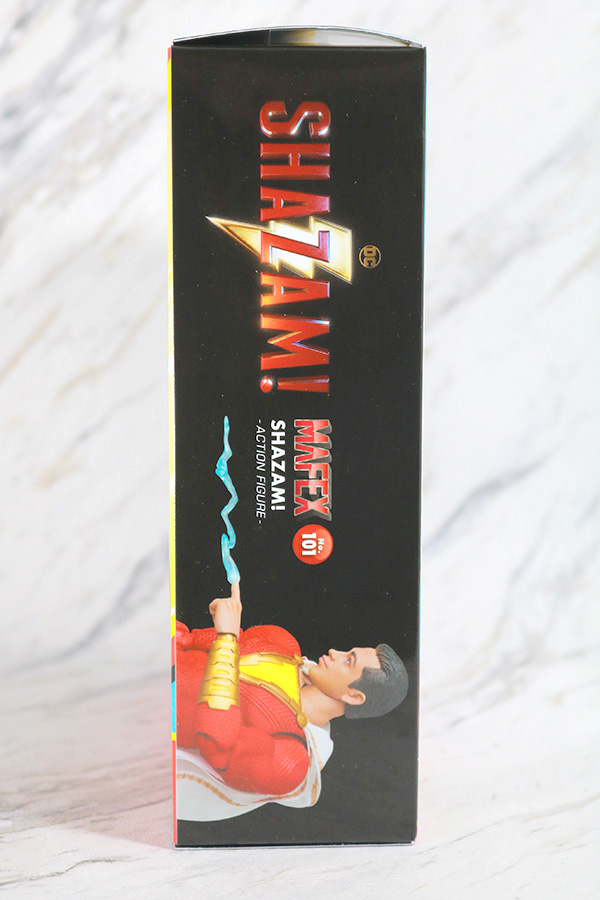 DC
SHAZAM!
MAFEX
No.
101
SHAZAM!
- ACTION FIGURE -